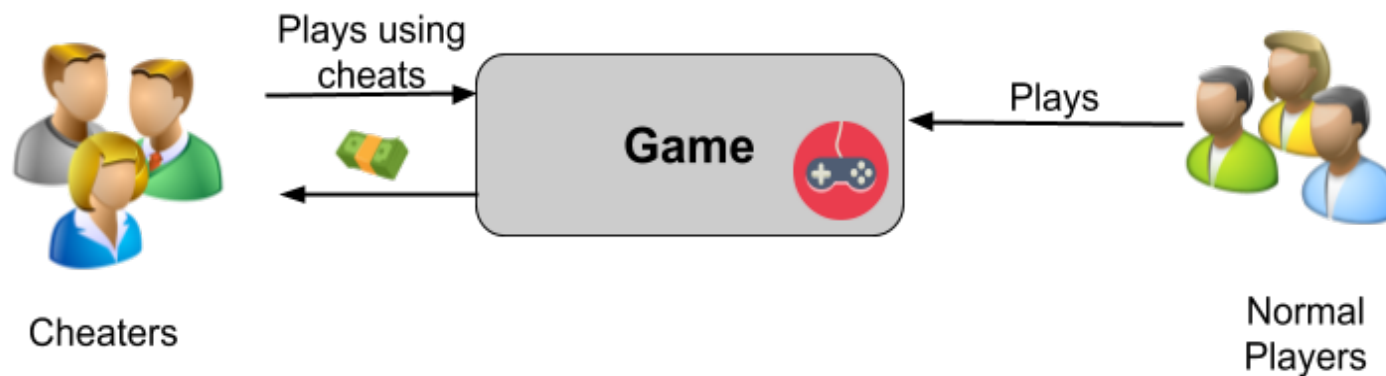 Plays using
cheats
Game
Plays
Cheaters
Normal
Players